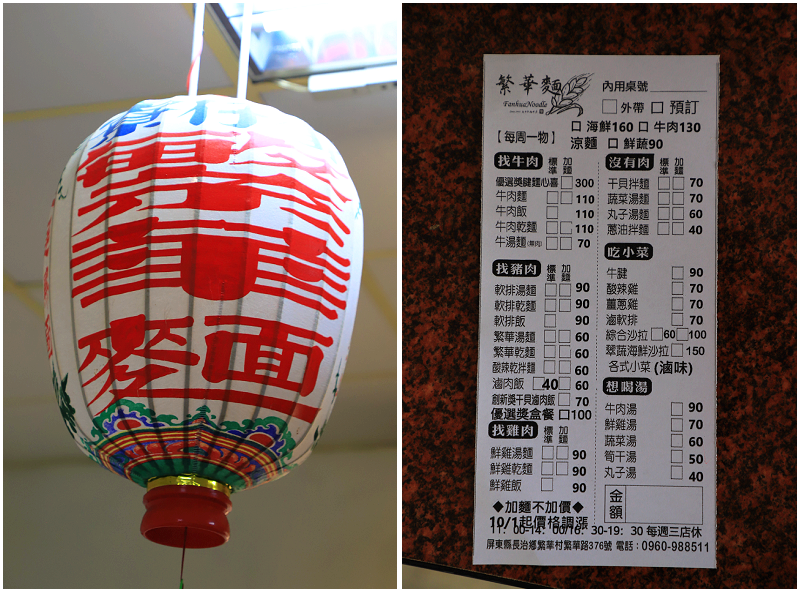 繁華
麵
繁華麵
FanhuaNoodle
內用桌號
外帶 預訂
【每周一物】
海鮮160 牛肉130
涼麵 鮮蔬90
找牛肉 標準 加麵
優選獎腱麵心喜 300
牛肉麵 110
牛肉飯 110
牛肉乾麵 110
牛湯麵 70
找豬肉 標準 加麵
軟排湯麵 90
軟排乾麵 90
軟排飯 90
繁華湯麵 60
繁華乾麵 60
酸辣乾拌麵 60
滷肉飯 40 60
創新獎干貝滷肉飯 70
優選獎盒餐 100
找雞肉 標準 加麵
鮮雞湯麵 90
鮮雞乾麵 90
鮮雞飯 90
◆加麵不加價◆
10/1起價格調漲
沒有肉 標準 加麵
干貝拌麵 70
蔬菜湯麵 70
丸子湯麵 60
蔥油拌麵 40
吃小菜
牛腱 90
酸辣雞 70
薑蔥雞 70
滷軟排 70
綜合沙拉 60 100
翠蔬海鮮沙拉 150
各式小菜(滷味)
想喝湯
牛肉湯 90
鮮雞湯 70
蔬菜湯 60
筍干湯 50
丸子湯 40
金額
11：00-14：00/16：30-19：30 每週三店休
屏東縣長治鄉繁華村繁華路376號 電話：0960-988511